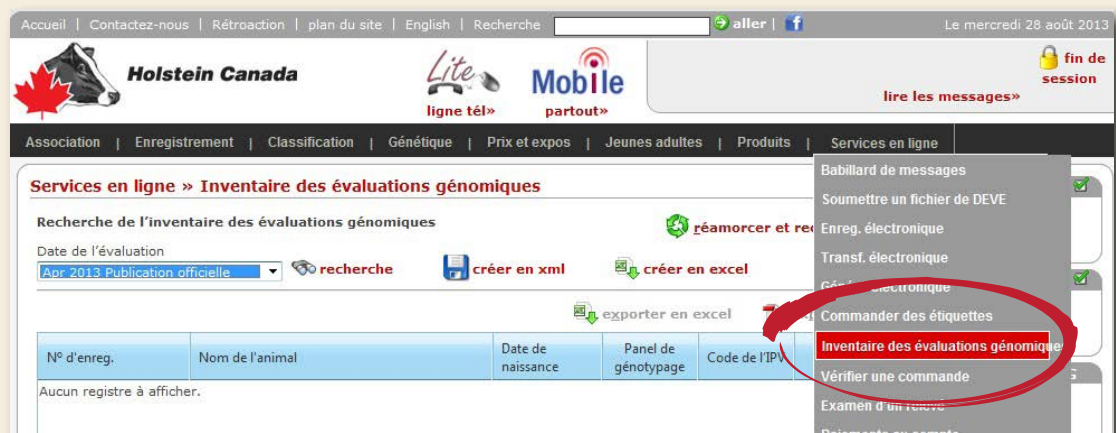 Accueil | Contactez-nous | Rétroaction | plan du site | English | Recherche aller | Le mercredi 28 août 2013
Holstein Canada
Lite
ligne tél»
Mobile
partout»
fin de
session
lire les messages»
Association | Enregistrement | Classification | Génétique | Prix et expos | Jeunes adultes | Produits | Services en ligne
Services en ligne » Inventaire des évaluations génomiques
Recherche de l'inventaire des évaluations génomiques
réamorcer et
Date de l'évaluation
Apr 2013 Publication officielle
recherche
créer en xml
créer en excel
exporter en excel
Nº d'enreg.
Nom de l'animal
Date de
naissance
Panel de
génotypage
Code de l'IPV
Aucun registre à afficher.
Babillard de messages
Soumettre un fichier de DEVE
Enreg. électronique
Transf. électronique
électronique
Commander des étiquettes
Inventaire des évaluations génomiques
Vérifier une commande
Examen d'un relevé